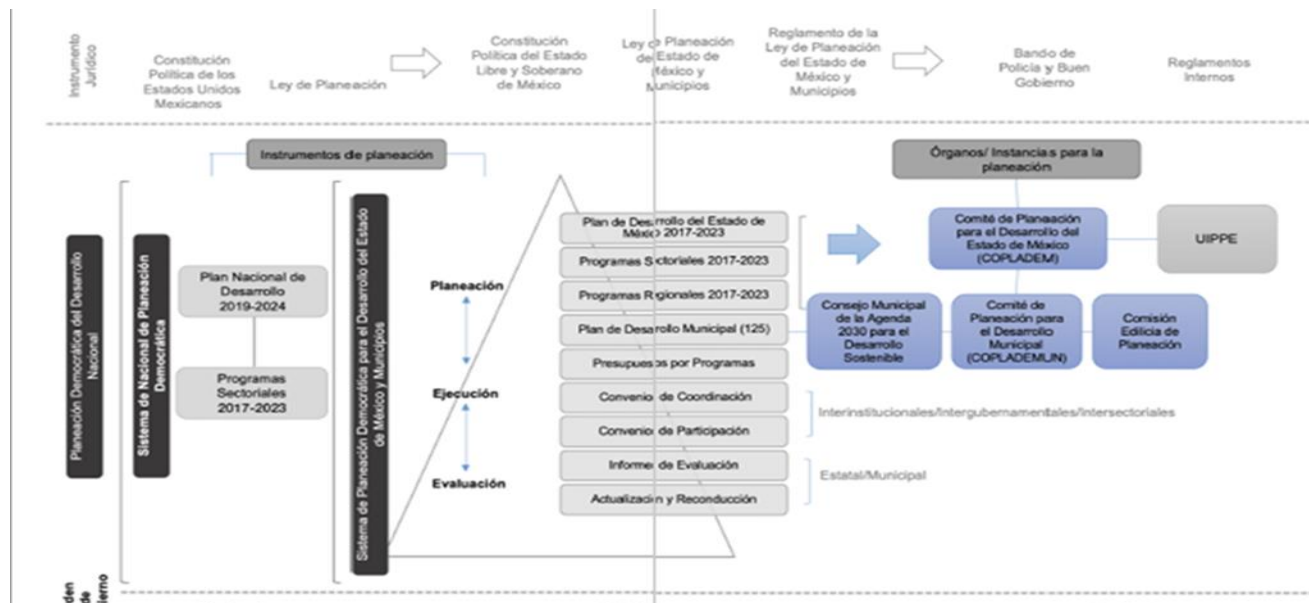 Instrumento
Jurídico
Constitución
Política de los
Estados Unidos
Mexicanos
Ley de Planeación
Constitución
Política del Estado
Libre y Soberano
de México
Ley de Planeación
del Estado de
México y
Municipios
Reglamento de la
Ley de Planeación
del Estado de
México y
Municipios
Bando de
Policía y Buen
Gobierno
Reglamentos
Internos
Instrumentos de planeación
Órganos/ Instancias para la
planeación
Planeación Democrática del Desarrollo
Nacional
Sistema de Nacional de Planeación
Democrática
Plan Nacional de
Desarrollo
2019-2024
Programas
Sectoriales
2017-2023
Sistema de Planeación Democrática para el Desarrollo del Estado
de México y Municipios
Planeación
Ejecución
Evaluación
Plan de Desarrollo del Estado de
México 2017-2023
Programas Sectoriales 2017-2023
Programas Regionales 2017-2023
Plan de Desarrollo Municipal (125)
Presupuestos por Programas
Convenios de Coordinación
Convenios de Participación
Informes de Evaluación
Actualización y Reconducción
Comité de Planeación
para el Desarrollo del
Estado de México
(COPLADEM)
UIPPE
Consejo Municipal
de la Agenda
2030 para el
Desarrollo
Sostenible
Comité de
Planeación para
el Desarrollo
Municipal
(COPLADEMUN)
Comisión
Edilicia de
Planeación
Interinstitucionales/Intergubernamentales/Intersectoriales
Estatal/Municipal